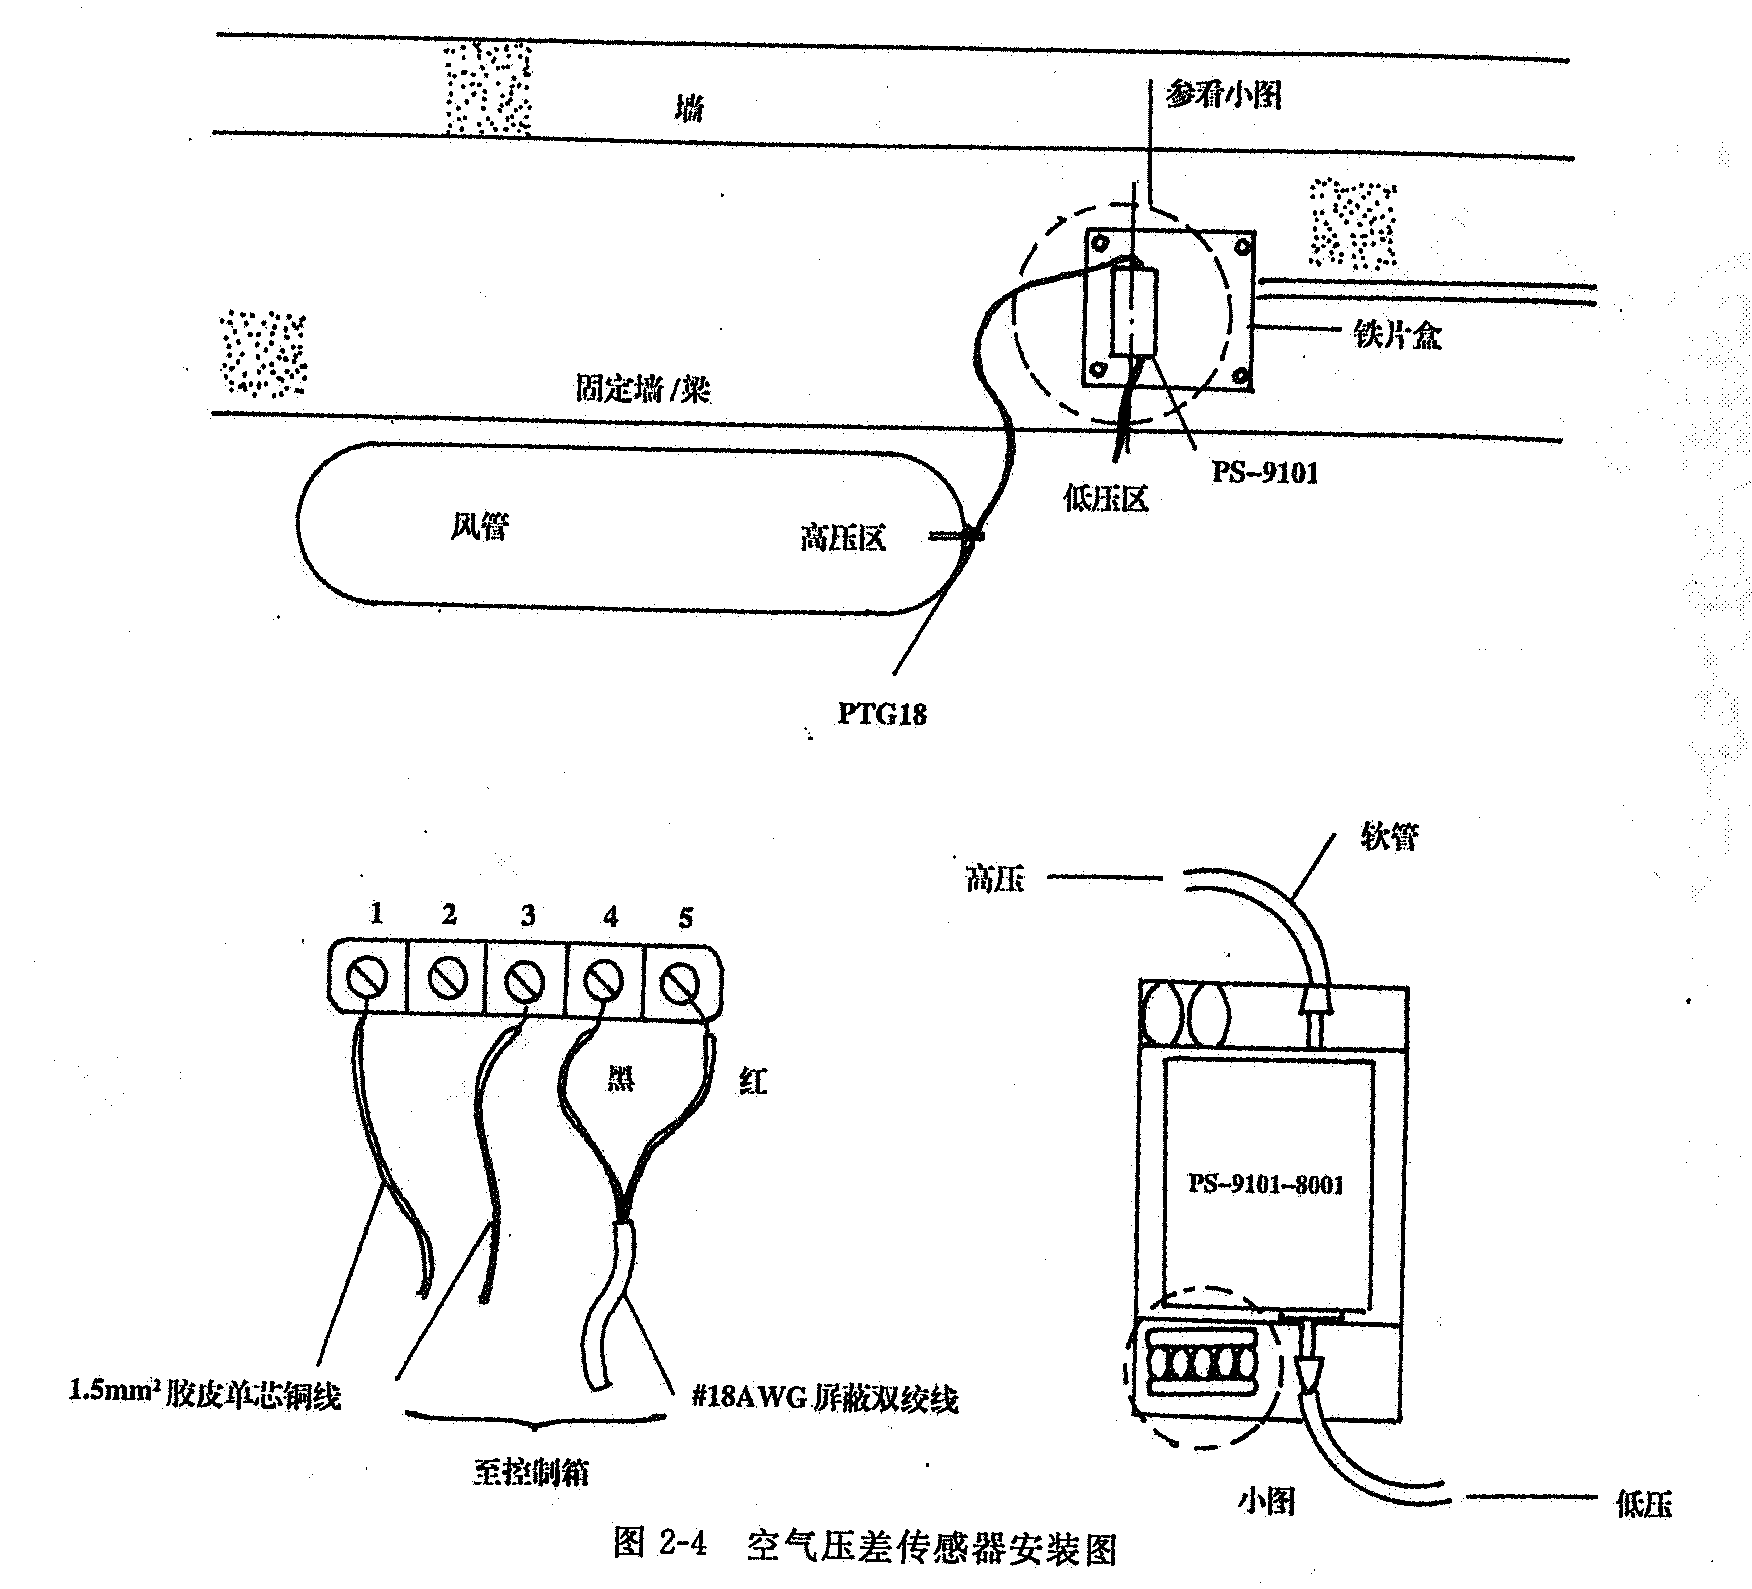 墙
参看小图
铁片盒
固定墙/梁
PS-9101
低压区
风管
高压区
PTG18
软管
高压
1 2 3 4 5
黑
红
PS-9101-8001
1.5mm² 胶皮单芯铜线
#18AWG 屏蔽双绞线
至控制箱
小图
低压
图 2-4 空气压差传感器安装图